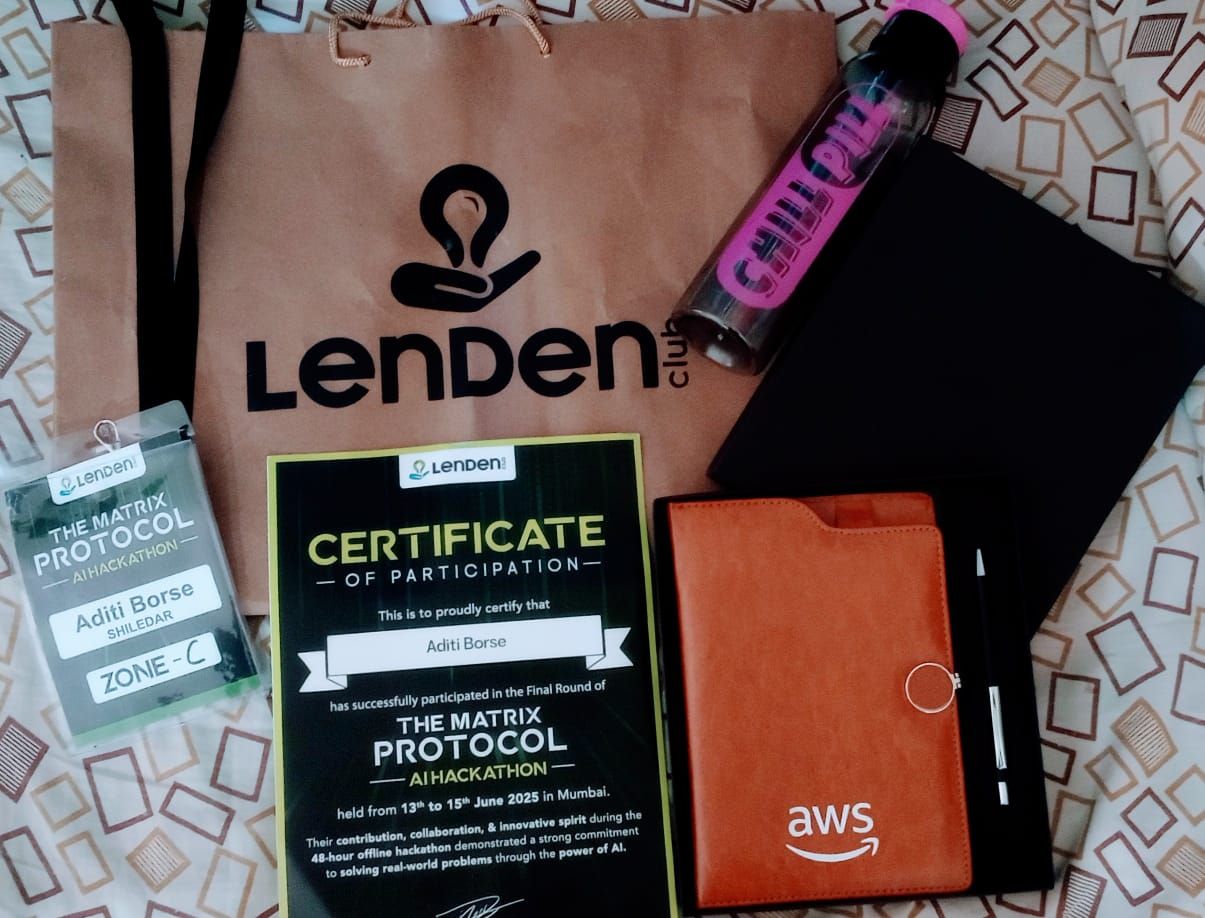 LenDen
club
CHILL PILL
LenDen
THE MATRIX
PROTOCOL
AI HACKATHON
Aditi Borse
SHILEDAR
ZONE-C
LenDen
club
CERTIFICATE
OF PARTICIPATION
This is to proudly certify that
Aditi Borse
has successfully participated in the Final Round of
THE MATRIX
PROTOCOL
AI HACKATHON
held from 13th to 15th June 2025 in Mumbai.
Their contribution, collaboration, & innovative spirit during the
48-hour offline hackathon demonstrated a strong commitment
to solving real-world problems through the power of AI.
aws